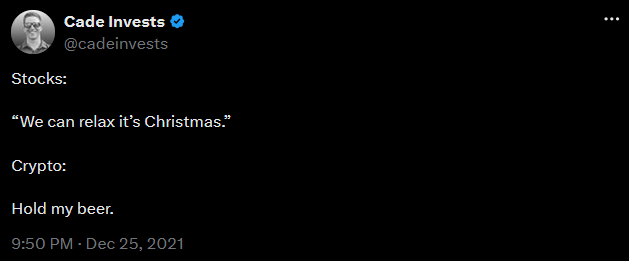 Cade Invests
@cadeinvests
Stocks:
“We can relax it’s Christmas.”
Crypto:
Hold my beer.
9:50 PM · Dec 25, 2021